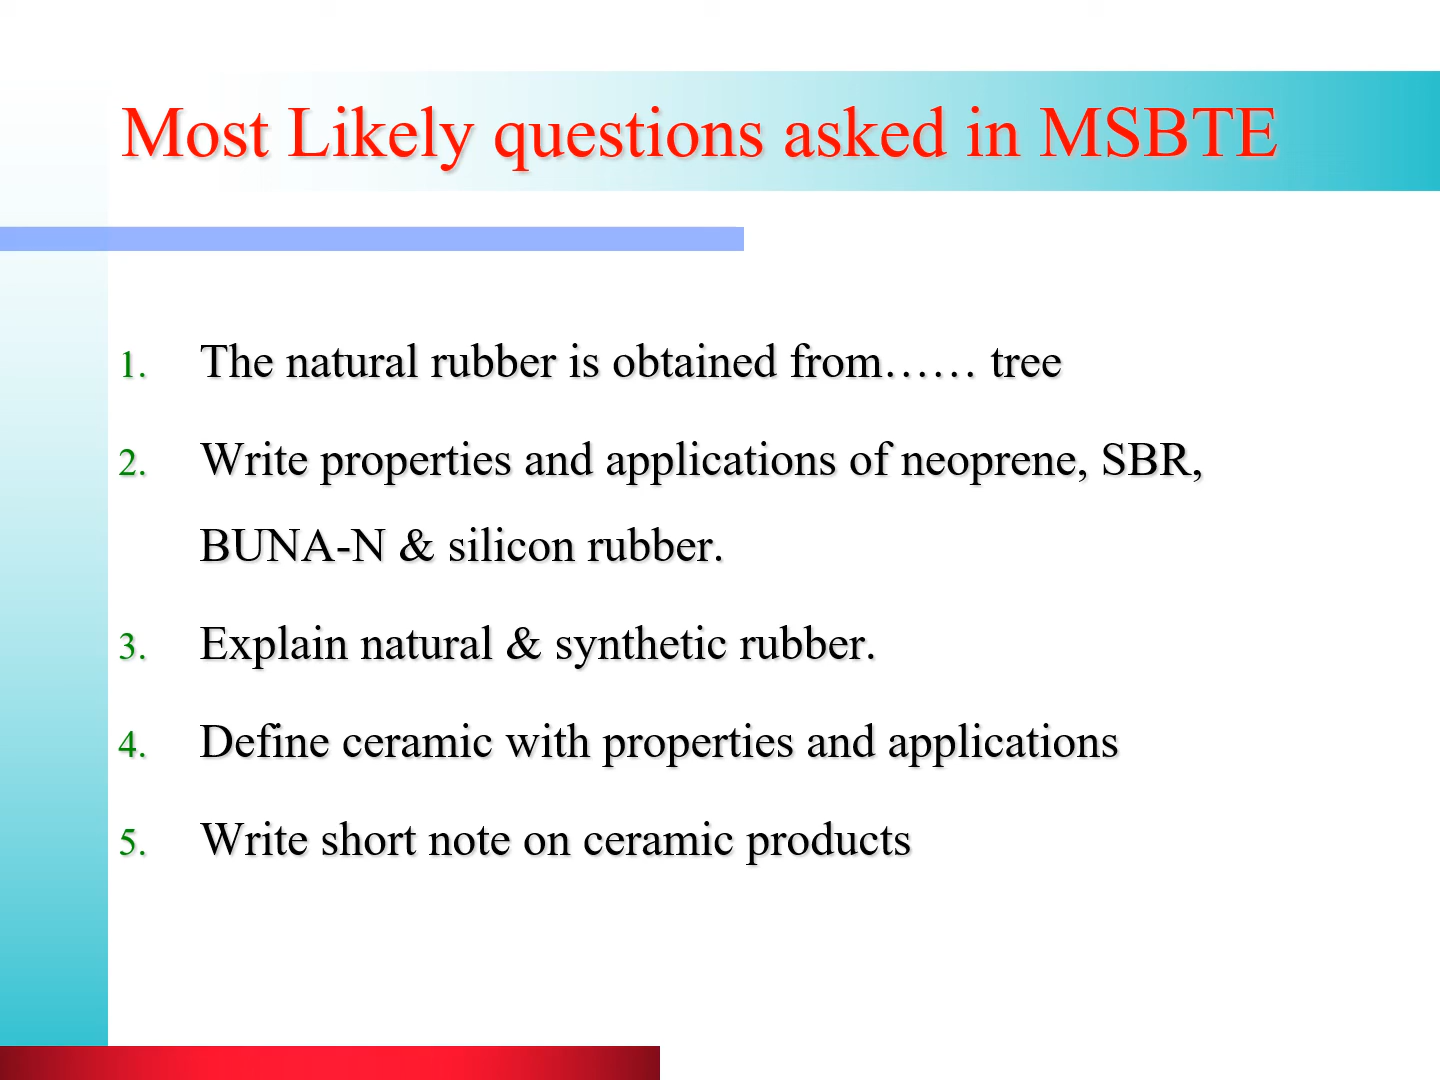 Most Likely questions asked in MSBTE
1. The natural rubber is obtained from…… tree
2. Write properties and applications of neoprene, SBR,
BUNA-N & silicon rubber.
3. Explain natural & synthetic rubber.
4. Define ceramic with properties and applications
5. Write short note on ceramic products